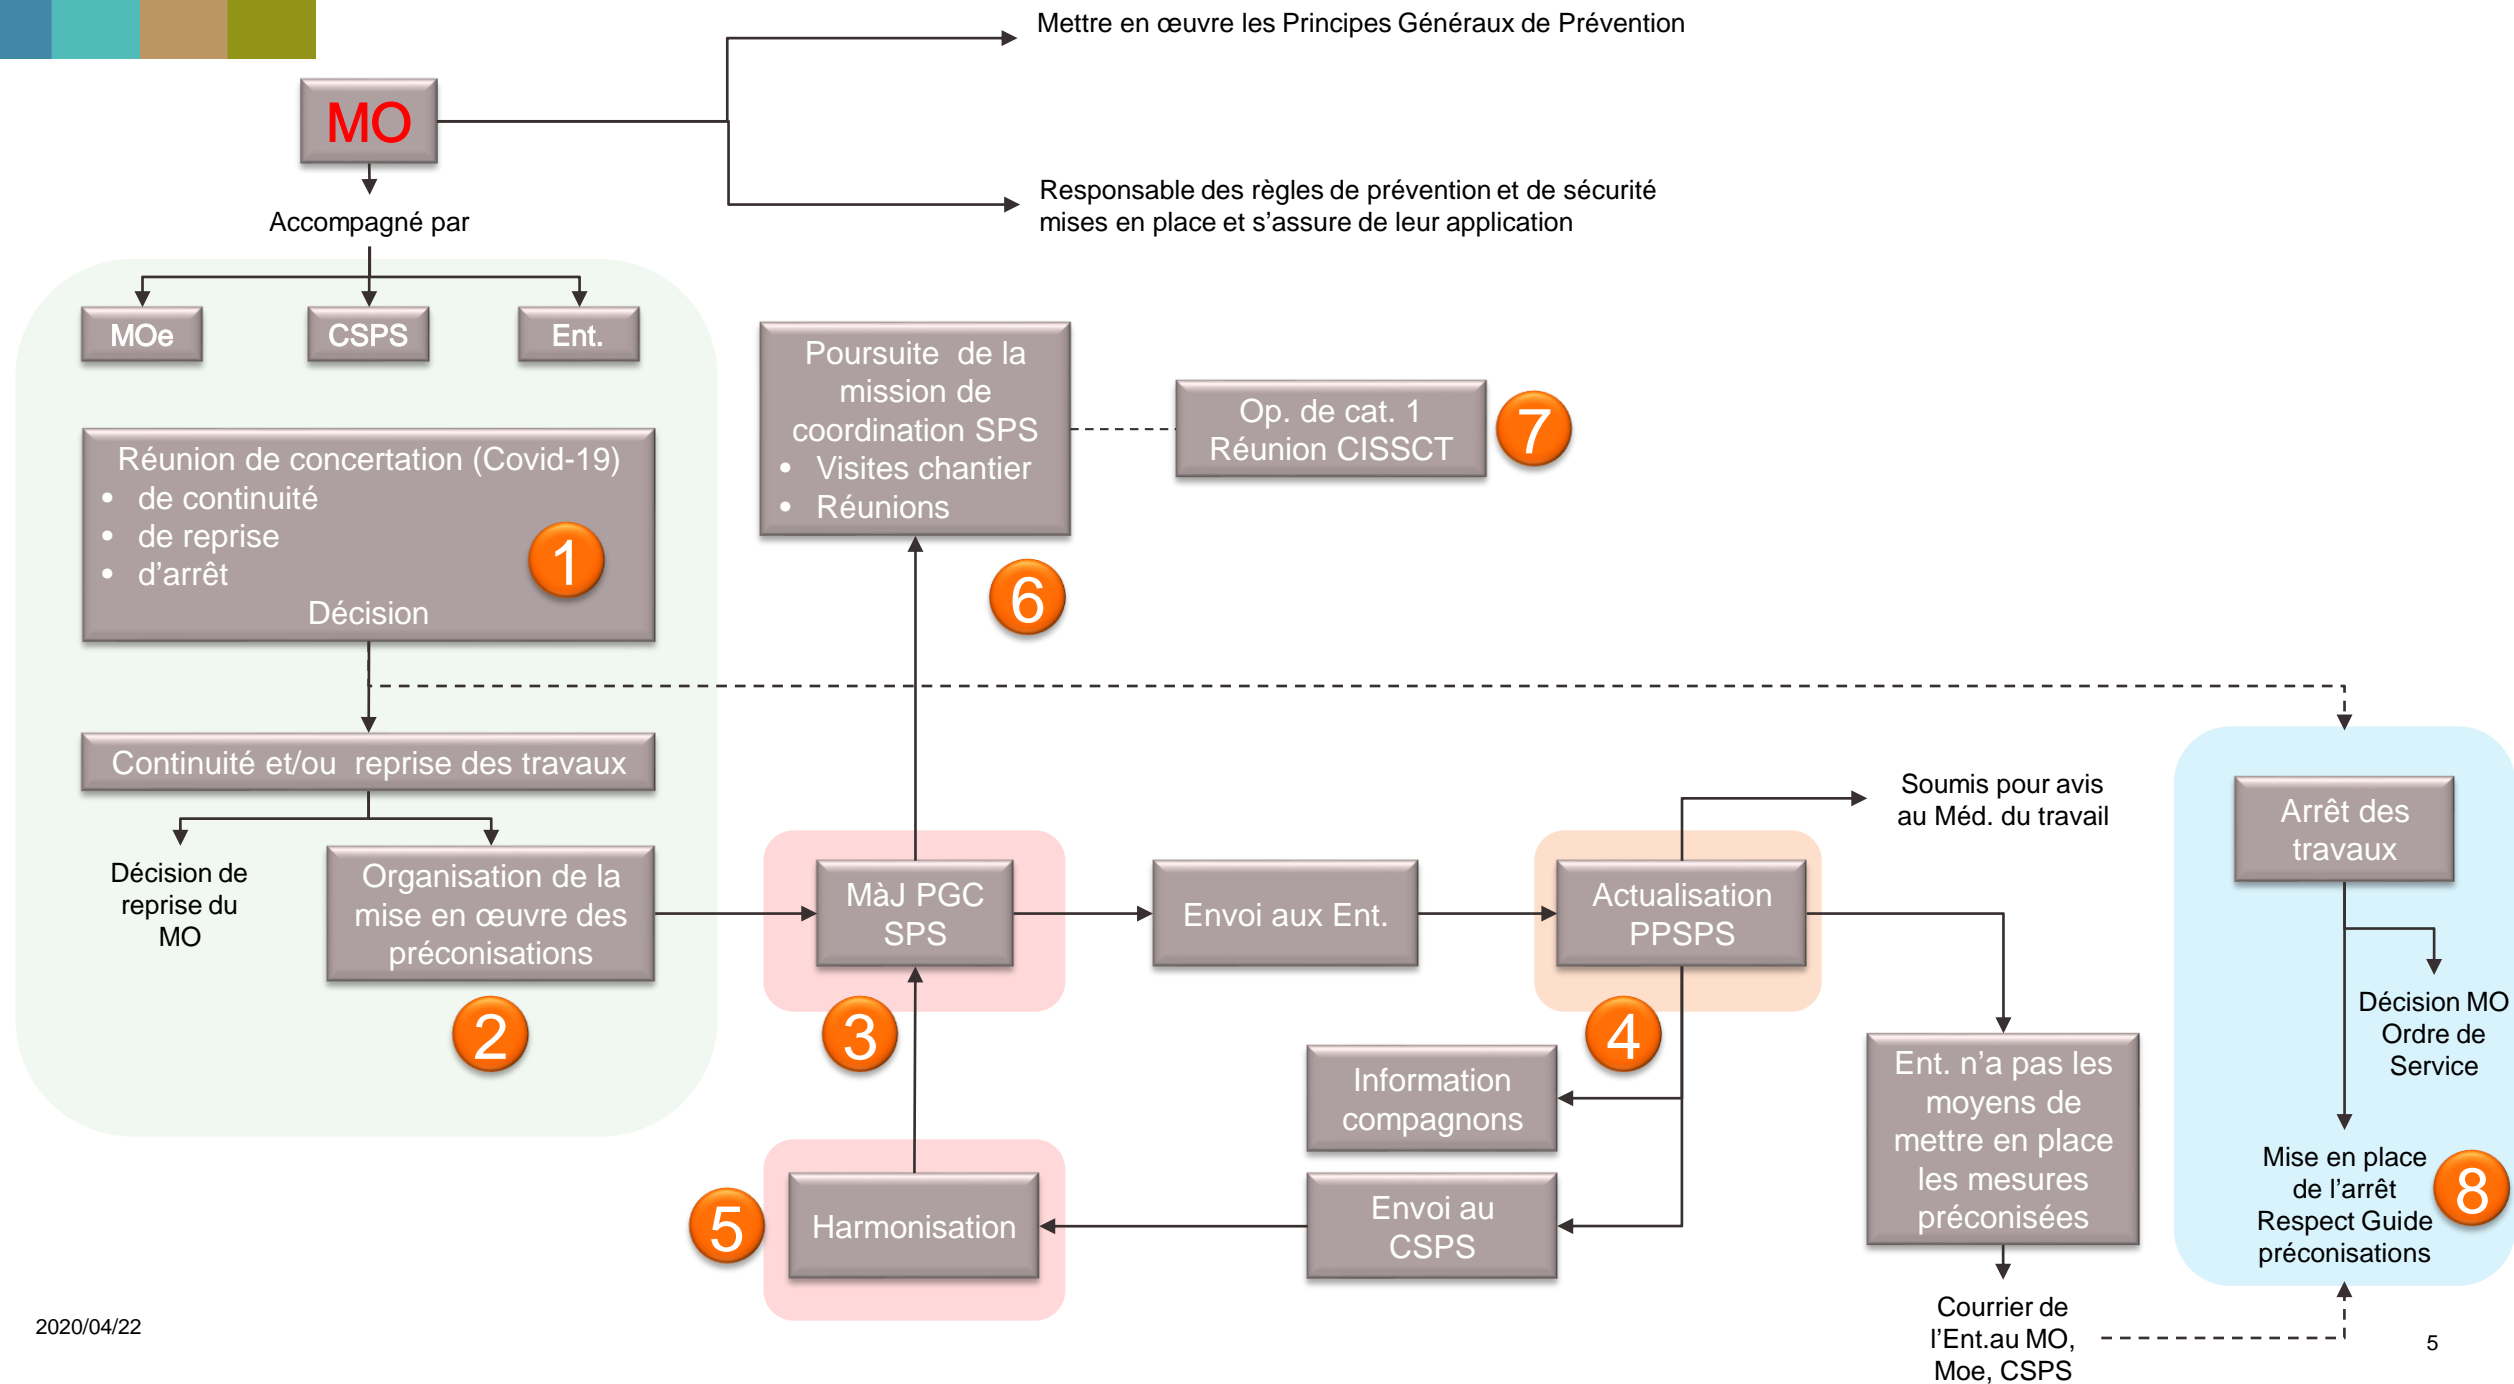 Mettre en œuvre les Principes Généraux de Prévention
MO
Responsable des règles de prévention et de sécurité
mises en place et s’assure de leur application
Accompagné par
MOe
CSPS
Ent.
Réunion de concertation (Covid-19)
• de continuité
• de reprise
• d’arrêt
Décision
1
Poursuite de la
mission de
coordination SPS
• Visites chantier
• Réunions
6
Op. de cat. 1
Réunion CISSCT
7
Continuité et/ou reprise des travaux
Décision de
reprise du
MO
Organisation de la
mise en œuvre des
préconisations
2
MàJ PGC
SPS
3
Envoi aux Ent.
Actualisation
PPSPS
4
Soumis pour avis
au Méd. du travail
Information
compagnons
Envoi au
CSPS
Harmonisation
5
Ent. n’a pas les
moyens de
mettre en place
les mesures
préconisées
Courrier de
l’Ent.au MO,
Moe, CSPS
Arrêt des
travaux
Décision MO
Ordre de
Service
Mise en place
de l’arrêt
Respect Guide
préconisations
8
2020/04/22
5